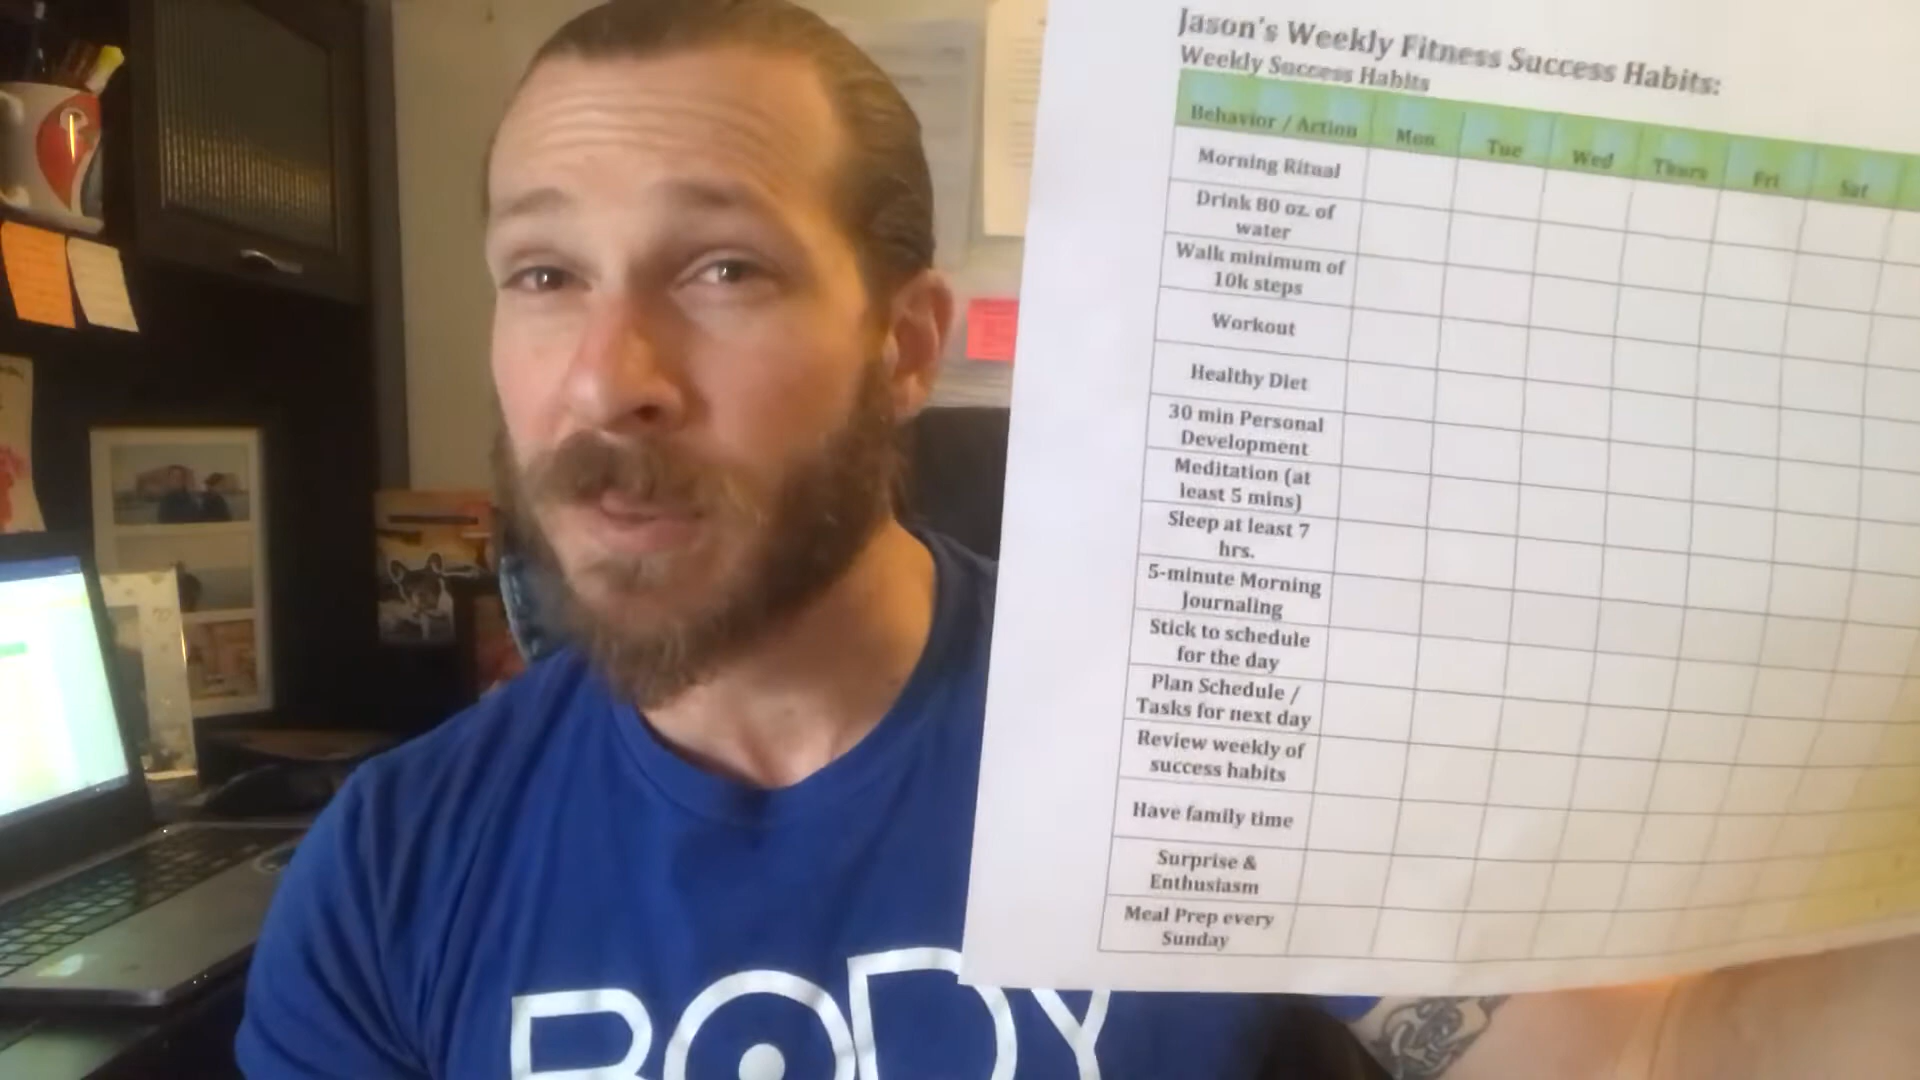 Jason's Weekly Fitness Success Habits:
Weekly Success Habits
Behavior / Action Mon Tue Wed Thurs Fri Sat
Morning Ritual
Drink 80 oz. of
water
Walk minimum of
10k steps
Workout
Healthy Diet
30 min Personal
Development
Meditation (at
least 5 mins)
Sleep at least 7
hrs.
5-minute Morning
Journaling
Stick to schedule
for the day
Plan Schedule /
Tasks for next day
Review weekly of
success habits
Have family time
Surprise &
Enthusiasm
Meal Prep every
Sunday
BODY